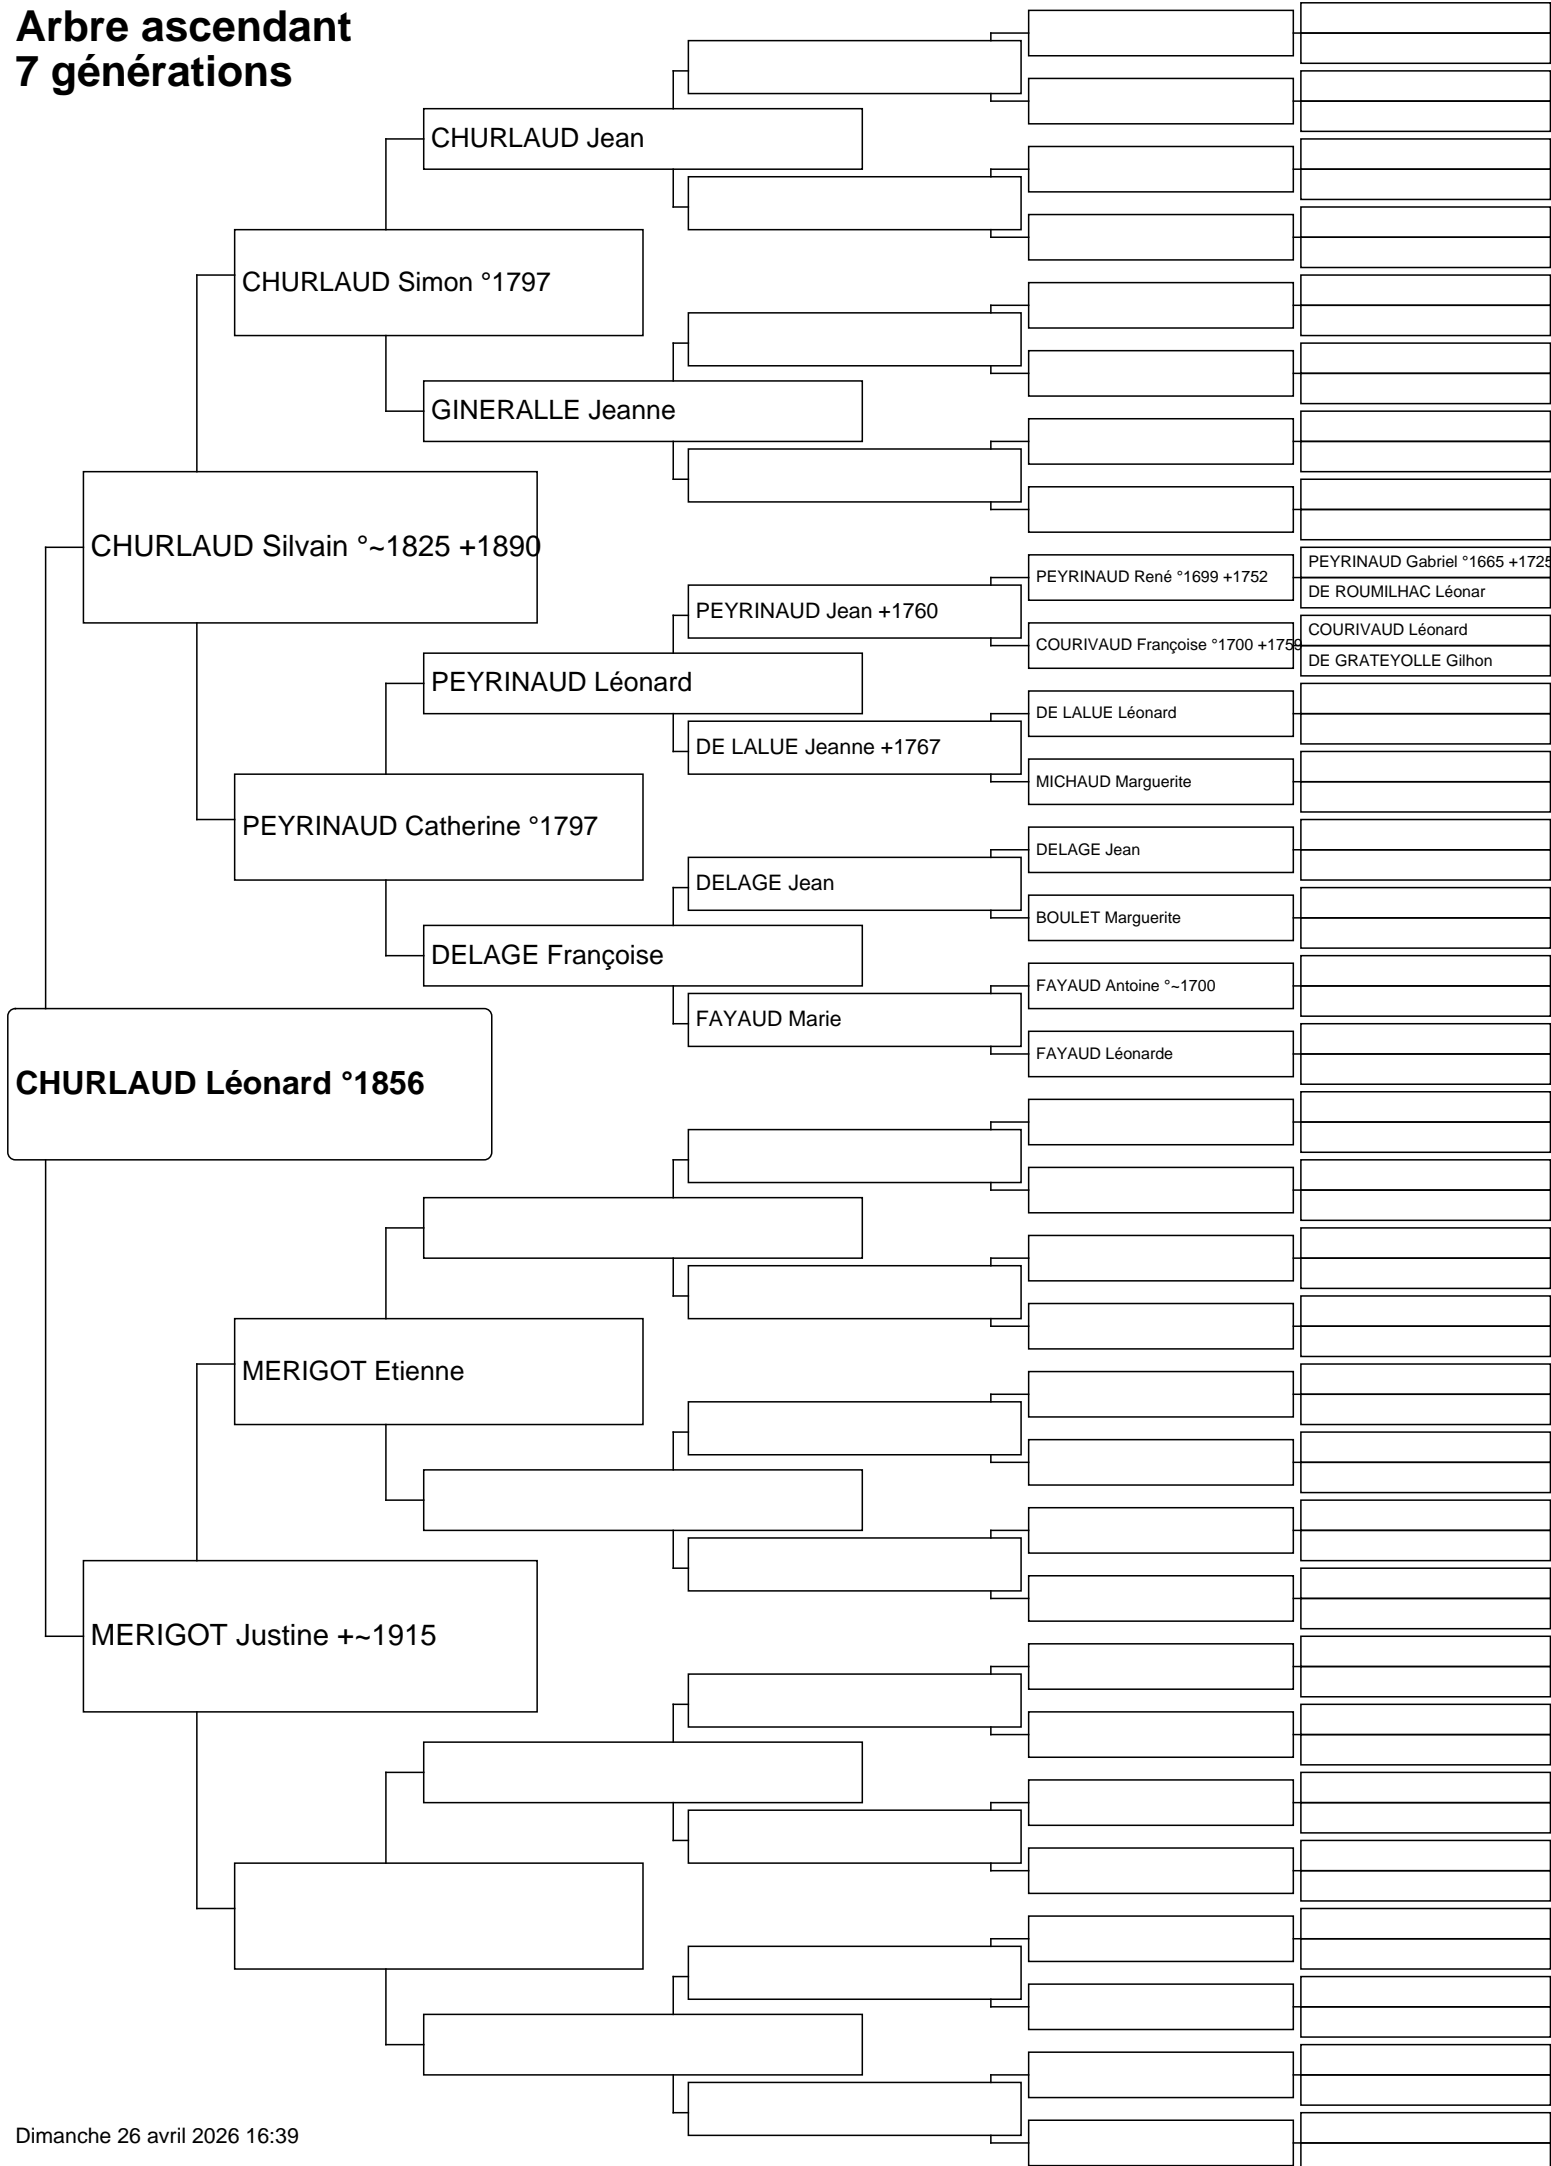 Arbre ascendant
7 générations
CHURLAUD Jean
CHURLAUD Simon °1797
GINERALLE Jeanne
CHURLAUD Silvain °~1825 +1890
PEYRINAUD René °1699 +1752
PEYRINAUD Gabriel °1665 +1725
DE ROUMILHAC Léonar
PEYRINAUD Jean +1760
COURIVAUD Françoise °1700 +1759
COURIVAUD Léonard
DE GRATEYOLLE Gilhon
PEYRINAUD Léonard
DE LALUE Léonard
DE LALUE Jeanne +1767
MICHAUD Marguerite
PEYRINAUD Catherine °1797
DELAGE Jean
DELAGE Jean
BOULET Marguerite
DELAGE Françoise
FAYAUD Antoine °~1700
FAYAUD Marie
FAYAUD Léonarde
CHURLAUD Léonard °1856
MERIGOT Etienne
MERIGOT Justine +~1915
Dimanche 26 avril 2026 16:39